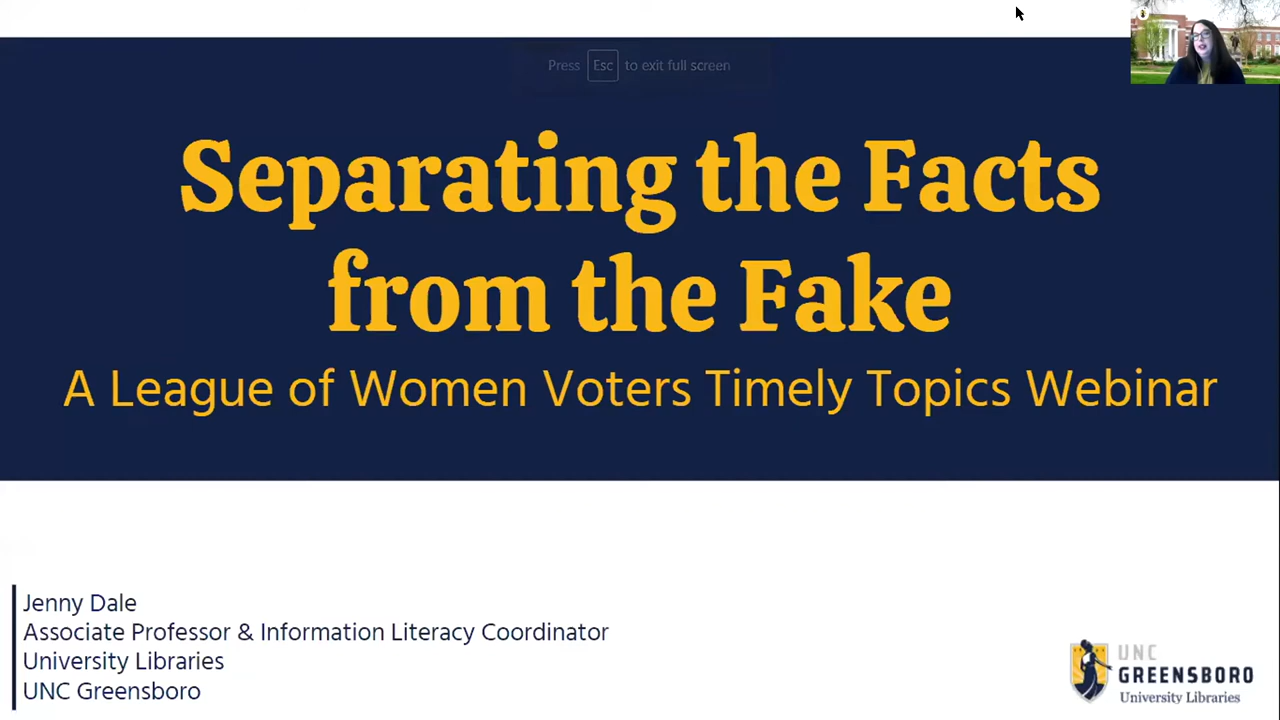 Press Esc to exit full screen
Separating the Facts
from the Fake
A League of Women Voters Timely Topics Webinar
Jenny Dale
Associate Professor & Information Literacy Coordinator
University Libraries
UNC Greensboro
UNC
GREENSBORO
University Libraries